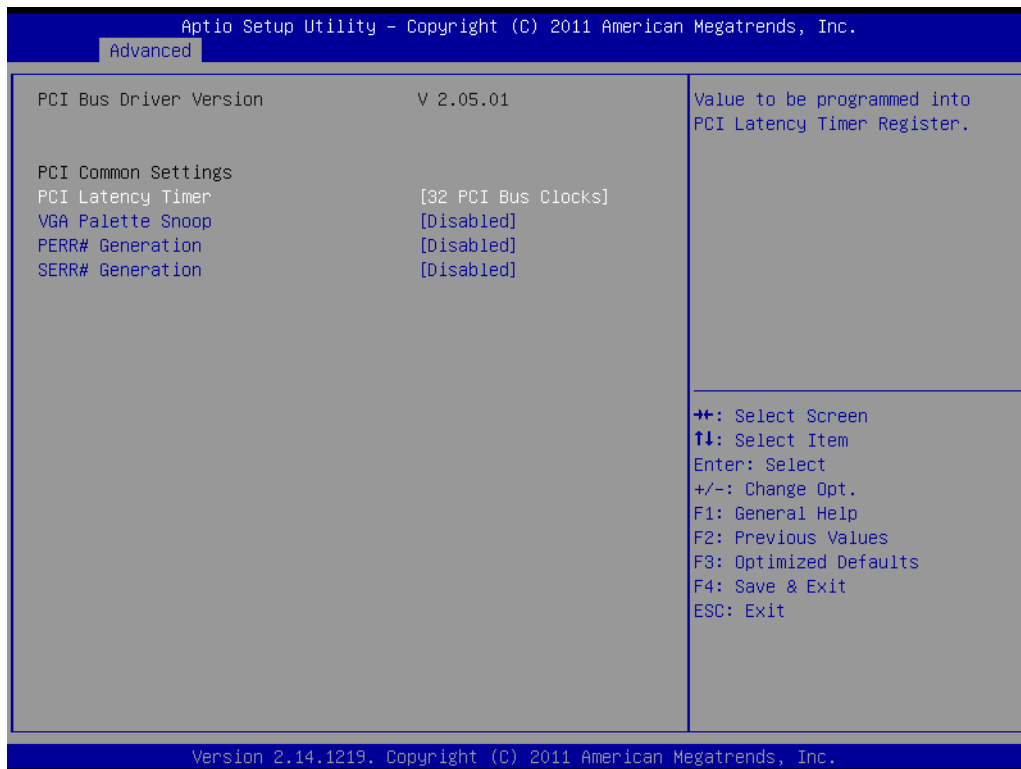 Aptio Setup Utility – Copyright (C) 2011 American Megatrends, Inc.
Advanced
PCI Bus Driver Version V 2.05.01
PCI Common Settings
PCI Latency Timer [32 PCI Bus Clocks]
VGA Palette Snoop [Disabled]
PERR# Generation [Disabled]
SERR# Generation [Disabled]
Value to be programmed into
PCI Latency Timer Register.
→←: Select Screen
↑↓: Select Item
Enter: Select
+/-: Change Opt.
F1: General Help
F2: Previous Values
F3: Optimized Defaults
F4: Save & Exit
ESC: Exit
Version 2.14.1219. Copyright (C) 2011 American Megatrends, Inc.